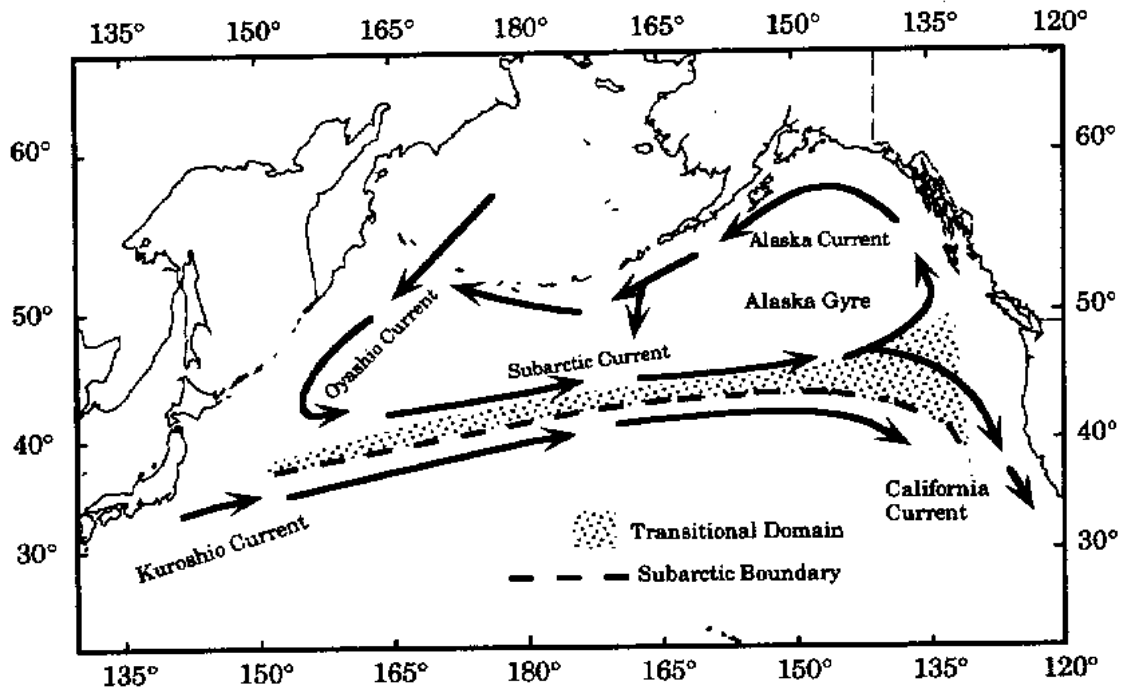 135° 150° 165° 180° 165° 150° 135° 120°
60° 60°
Alaska Current
50° Oyashio Current Alaska Gyre 50°
Subarctic Current
40° 40°
California
Current
Kuroshio Current Transitional Domain
30° 30°
Subarctic Boundary
135° 150° 165° 180° 165° 150° 135° 120°